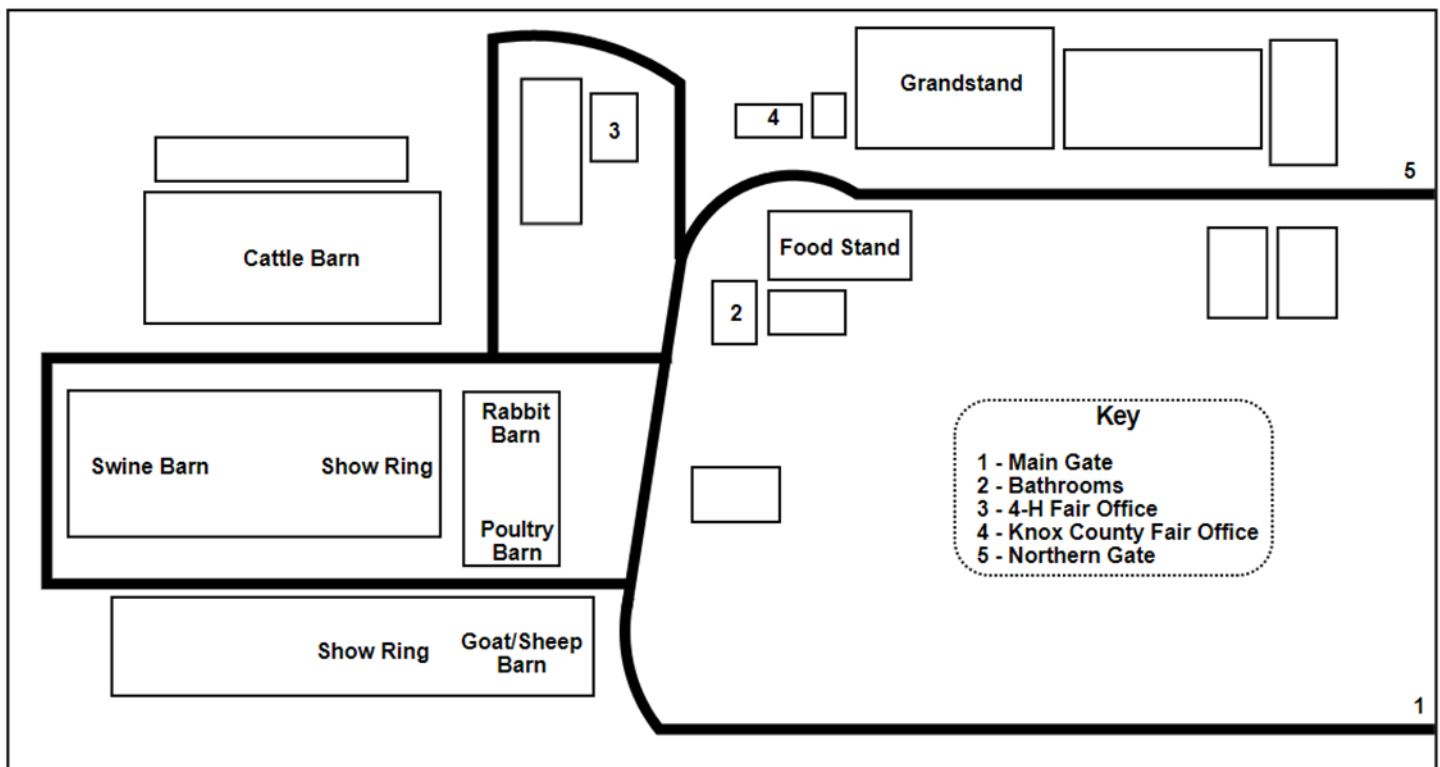 Grandstand
4
3
5
Food Stand
Cattle Barn
2
Rabbit
Barn
Key
Swine Barn
Show Ring
1 - Main Gate
2 - Bathrooms
3 - 4-H Fair Office
4 - Knox County Fair Office
5 - Northern Gate
Poultry
Barn
Show Ring
Goat/Sheep
Barn
1